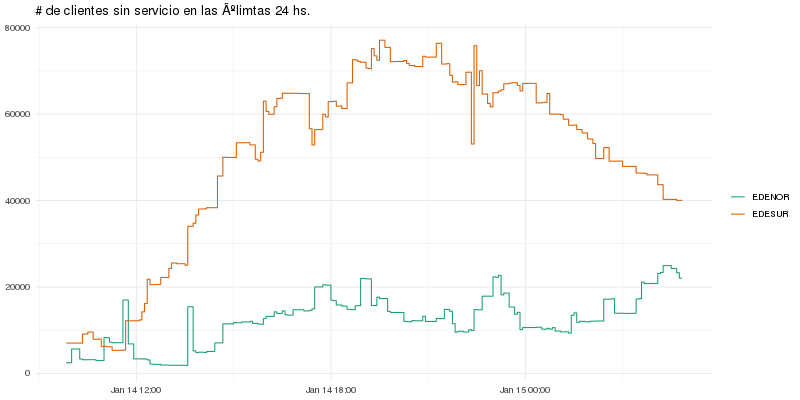 # de clientes sin servicio en las Ãºlimtas 24 hs.
80000
60000
40000
20000
0
Jan 14 12:00
Jan 14 18:00
Jan 15 00:00
EDENOR
EDESUR